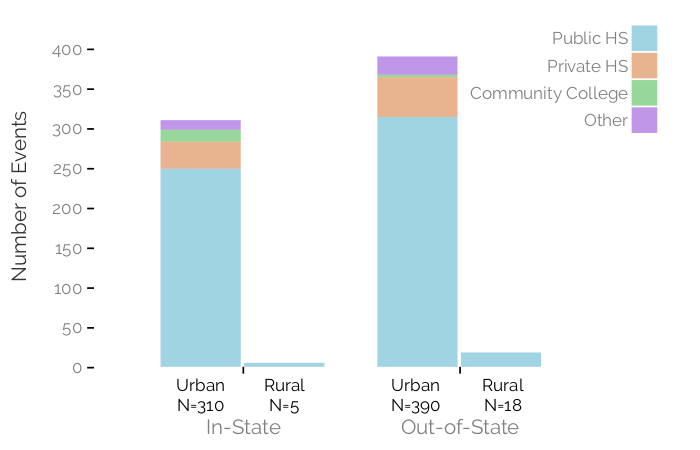 Number of Events
400
350
300
250
200
150
100
50
0
Public HS
Private HS
Community College
Other
Urban
N=310
Rural
N=5
In-State
Urban
N=390
Rural
N=18
Out-of-State